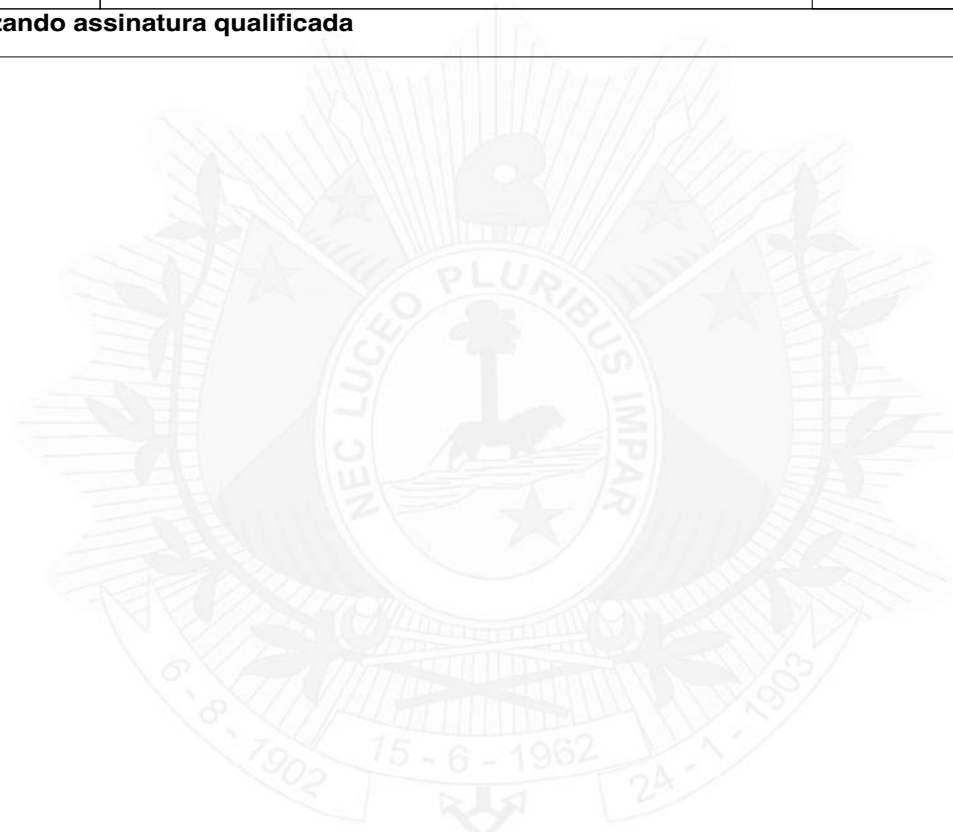 zando assinatura qualificada
NEC LUCEO PLURIBUS IMPAR
6 - 8 - 1902
15 - 6 - 1962
24 - 1 - 1903